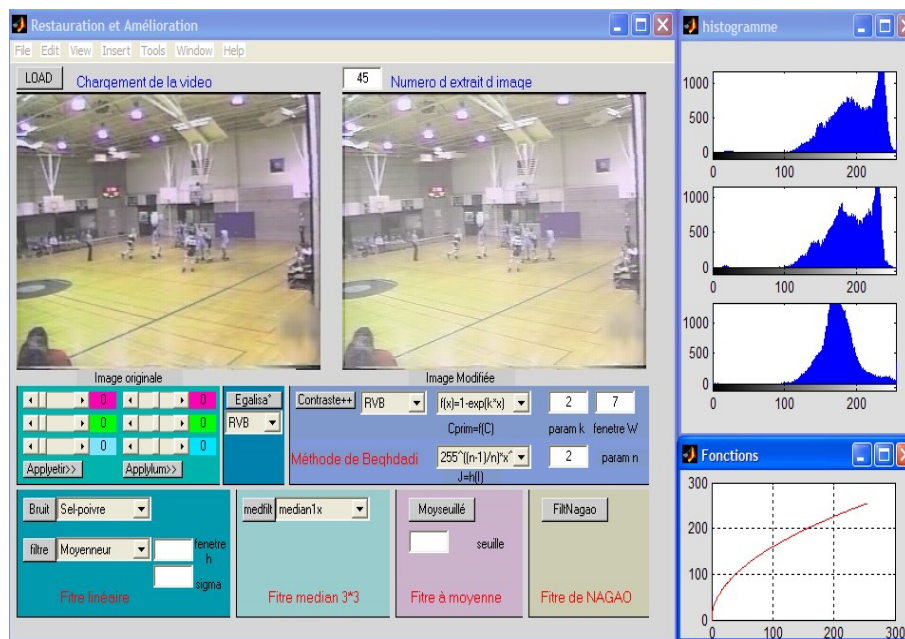 Restauration et Amélioration
File Edit View Insert Tools Window Help
LOAD Chargement de la video 45 Numero d extrait d image
Image originale Image Modifiée
0 0
0 0
0 0
Applyetir>> Applylum>>
Egalisa°
RVB
Contraste++ RVB f(x)=1-exp(k*x) 2 7
Cprim=f(C) param k fenetre W
Méthode de Beqhdadi 255^((n-1)/n)*x^ 2 param n
J=h(I)
Bruit Sel-poivre
filtre Moyenneur fenetre
h
sigma
Fitre linéaire
medfilt median1x
Fitre median 3*3
Moyseuillé
seuille
Fitre à moyenne
FiltNagao
Fitre de NAGAO
histogramme
1000
500
0
0 100 200
1000
500
0
0 100 200
1000
500
0
0 100 200
Fonctions
300
200
100
0
0 100 200 300